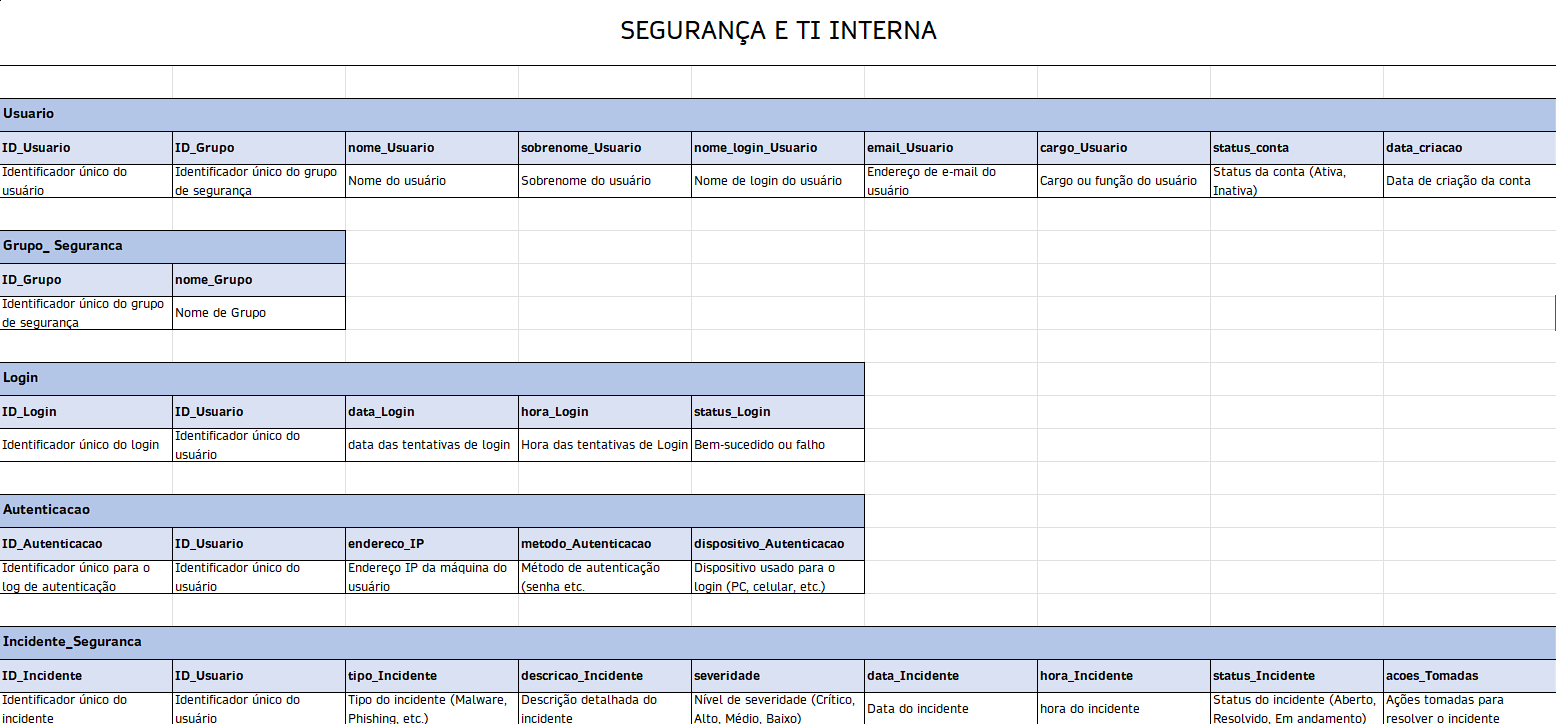 SEGURANÇA E TI INTERNA
Usuario
ID_Usuario ID_Grupo nome_Usuario sobrenome_Usuario nome_login_Usuario email_Usuario cargo_Usuario status_conta data_criacao
Identificador único do usuário Identificador único do grupo de segurança Nome do usuário Sobrenome do usuário Nome de login do usuário Endereço de e-mail do usuário Cargo ou função do usuário Status da conta (Ativa, Inativa) Data de criação da conta
Grupo_ Seguranca
ID_Grupo nome_Grupo
Identificador único do grupo de segurança Nome de Grupo
Login
ID_Login ID_Usuario data_Login hora_Login status_Login
Identificador único do login Identificador único do usuário data das tentativas de login Hora das tentativas de Login Bem-sucedido ou falho
Autenticacao
ID_Autenticacao ID_Usuario endereco_IP metodo_Autenticacao dispositivo_Autenticacao
Identificador único para o log de autenticação Identificador único do usuário Endereço IP da máquina do usuário Método de autenticação (senha etc. Dispositivo usado para o login (PC, celular, etc.)
Incidente_Seguranca
ID_Incidente ID_Usuario tipo_Incidente descricao_Incidente severidade data_Incidente hora_Incidente status_Incidente acoes_Tomadas
Identificador único do incidente Identificador único do usuário Tipo do incidente (Malware, Phishing, etc.) Descrição detalhada do incidente Nível de severidade (Crítico, Alto, Médio, Baixo) Data do incidente hora do incidente Status do incidente (Aberto, Resolvido, Em andamento) Ações tomadas para resolver o incidente